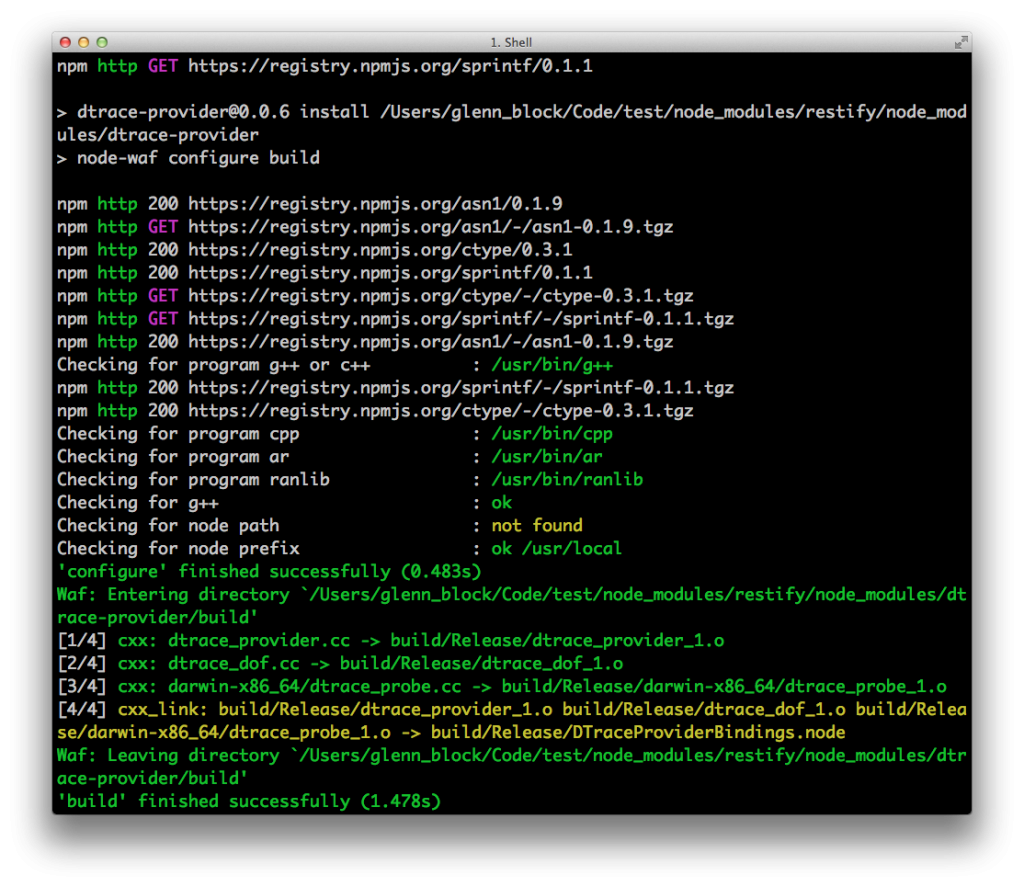 1. Shell
npm http GET https://registry.npmjs.org/sprintf/0.1.1
> dtrace-provider@0.0.6 install /Users/glenn_block/Code/test/node_modules/restify/node_mod
ules/dtrace-provider
> node-waf configure build
npm http 200 https://registry.npmjs.org/asn1/0.1.9
npm http GET https://registry.npmjs.org/asn1/-/asn1-0.1.9.tgz
npm http 200 https://registry.npmjs.org/ctype/0.3.1
npm http 200 https://registry.npmjs.org/sprintf/0.1.1
npm http GET https://registry.npmjs.org/ctype/-/ctype-0.3.1.tgz
npm http GET https://registry.npmjs.org/sprintf/-/sprintf-0.1.1.tgz
npm http 200 https://registry.npmjs.org/asn1/-/asn1-0.1.9.tgz
Checking for program g++ or c++ : /usr/bin/g++
npm http 200 https://registry.npmjs.org/sprintf/-/sprintf-0.1.1.tgz
npm http 200 https://registry.npmjs.org/ctype/-/ctype-0.3.1.tgz
Checking for program cpp : /usr/bin/cpp
Checking for program ar : /usr/bin/ar
Checking for program ranlib : /usr/bin/ranlib
Checking for g++ : ok
Checking for node path : not found
Checking for node prefix : ok /usr/local
'configure' finished successfully (0.483s)
Waf: Entering directory `/Users/glenn_block/Code/test/node_modules/restify/node_modules/dt
race-provider/build'
[1/4] cxx: dtrace_provider.cc -> build/Release/dtrace_provider_1.o
[2/4] cxx: dtrace_dof.cc -> build/Release/dtrace_dof_1.o
[3/4] cxx: darwin-x86_64/dtrace_probe.cc -> build/Release/darwin-x86_64/dtrace_probe_1.o
[4/4] cxx_link: build/Release/dtrace_provider_1.o build/Release/dtrace_dof_1.o build/Relea
se/darwin-x86_64/dtrace_probe_1.o -> build/Release/DTraceProviderBindings.node
Waf: Leaving directory `/Users/glenn_block/Code/test/node_modules/restify/node_modules/dtr
ace-provider/build'
'build' finished successfully (1.478s)